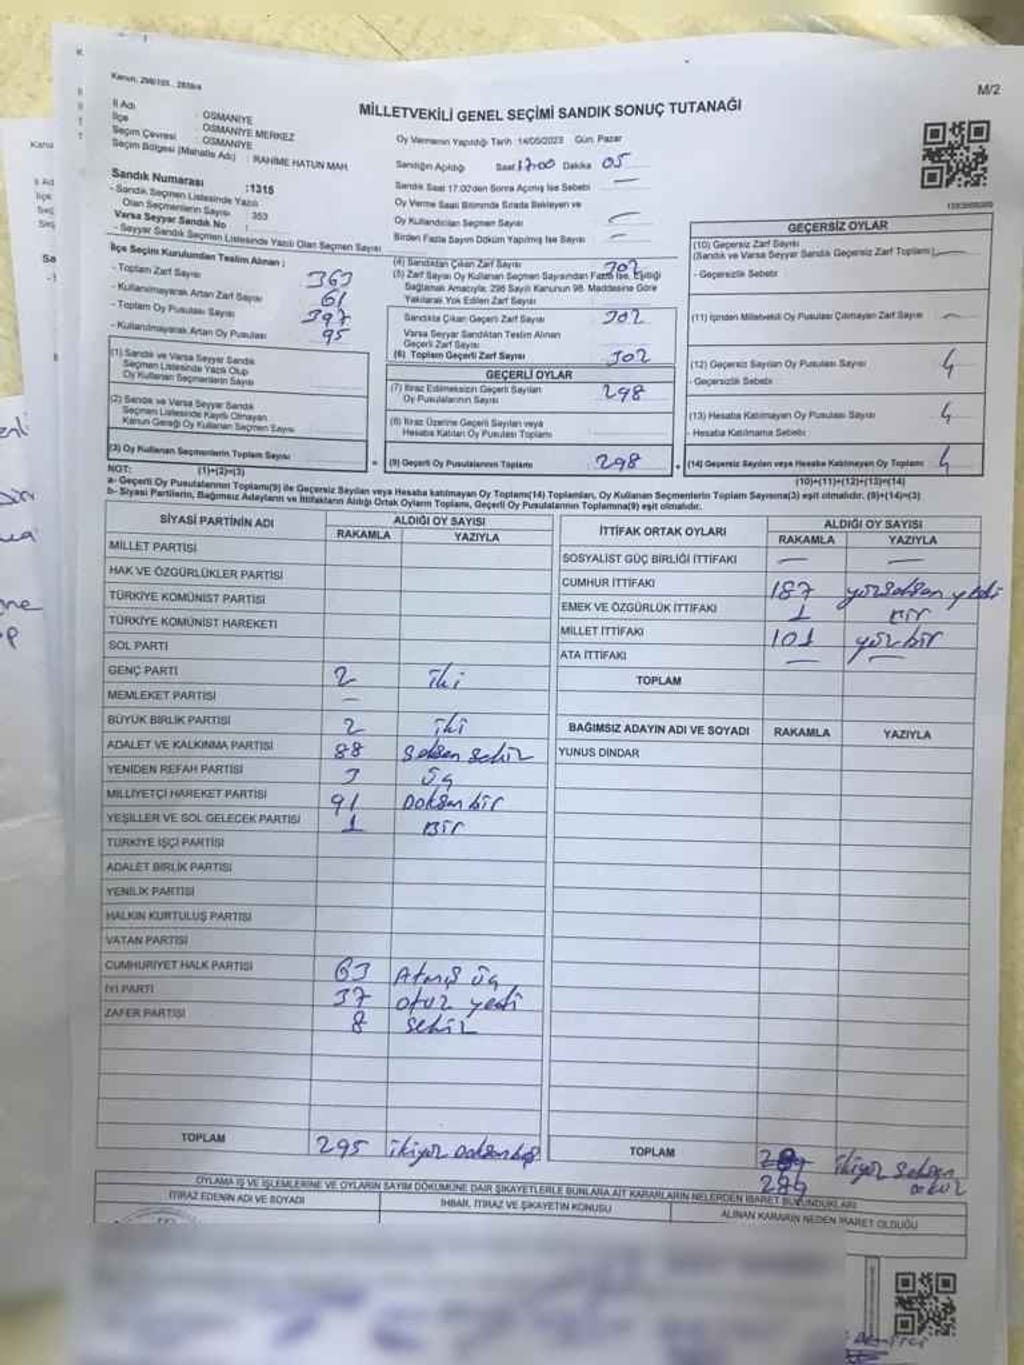 Kanun: 298/105
M/2
MİLLETVEKİLİ GENEL SEÇİMİ SANDIK SONUÇ TUTANAĞI
İl Adı : OSMANİYE
İlçe : OSMANİYE MERKEZ
Seçim Çevresi : OSMANİYE
Seçim Bölgesi (Mahalle Adı) : RAHİME HATUN MAH.
Sandık Numarası :1315
- Sandık Seçmen Listesinde Yazılı
Olan Seçmenlerin Sayısı : 353
Varsa Seyyar Sandık No :
- Seyyar Sandık Seçmen Listesinde Yazılı Olan Seçmen Sayısı
Oy Vermenin Yapıldığı Tarih :14/05/2023 Gün: Pazar
Sandığın Açıldığı Saat 17:00 Dakika 05
Sandık Saat 17:00'den Sonra Açılmış İse Sebebi —
Oy Verme Saati Bitiminde Sırada Bekleyen ve
Oy Kullandırılan Seçmen Sayısı
Birden Fazla Sayım Döküm Yapılmış İse Sayısı —
İlçe Seçim Kurulundan Teslim Alınan :
- Toplam Zarf Sayısı 363
- Kullanılmayarak Artan Zarf Sayısı 61
- Toplam Oy Pusulası Sayısı 397
- Kullanılmayarak Artan Oy Pusulası 95
(1) Sandık ve Varsa Seyyar Sandık
Seçmen Listesinde Yazılı Olup
Oy Kullanan Seçmenlerin Sayısı
(2) Sandık ve Varsa Seyyar Sandık
Seçmen Listesinde Kayıtlı Olmayan
Kanun Gereği Oy Kullanan Seçmen Sayısı
(3) Oy Kullanan Seçmenlerin Toplam Sayısı
(1)+(2)=(3)
(4) Sandıktan Çıkan Zarf Sayısı 302
(5) Zarf Sayısı Oy Kullanan Seçmen Sayısından Fazla İse, Eşitliği
Sağlamak Amacıyla; 298 Sayılı Kanunun 98. Maddesine Göre
Yakılarak Yok Edilen Zarf Sayısı
Sandıkta Çıkan Geçerli Zarf Sayısı 302
Varsa Seyyar Sandıktan Teslim Alınan
Geçerli Zarf Sayısı
(6) Toplam Geçerli Zarf Sayısı 302
GEÇERLİ OYLAR
(7) İtiraz Edilmeksizin Geçerli Sayılan
Oy Pusulalarının Sayısı 298
(8) İtiraz Üzerine Geçerli Sayılan veya
Hesaba Katılan Oy Pusulası Toplamı
(9) Geçerli Oy Pusulalarının Toplamı 298
GEÇERSİZ OYLAR
(10) Geçersiz Zarf Sayısı
(Sandık ve Varsa Seyyar Sandık Geçersiz Zarf Toplamı) —
- Geçersizlik Sebebi
(11) İçinden Milletvekili Oy Pusulası Çıkmayan Zarf Sayısı —
(12) Geçersiz Sayılan Oy Pusulası Sayısı 4
- Geçersizlik Sebebi
(13) Hesaba Katılmayan Oy Pusulası Sayısı 4
- Hesaba Katılmama Sebebi
(14) Geçersiz Sayılan veya Hesaba Katılmayan Oy Toplamı 4
(10)+(11)+(12)+(13)=(14)
NOT:
a- Geçerli Oy Pusulasının Toplamı(9) ile Geçersiz Sayılan veya Hesaba katılmayan Oy Toplamı(14) Toplamları, Oy Kullanan Seçmenlerin Toplam Sayısına(3) eşit olmalıdır. (9)+(14)=(3)
b- Siyasi Partilerin, Bağımsız Adayların ve İttifakların Aldığı Ortak Oyların Toplamı, Geçerli Oy Pusulalarının Toplamına(9) eşit olmalıdır.
SİYASİ PARTİNİN ADI ALDIĞI OY SAYISI
RAKAMLA YAZIYLA
MİLLET PARTİSİ
HAK VE ÖZGÜRLÜKLER PARTİSİ
TÜRKİYE KOMÜNİST PARTİSİ
TÜRKİYE KOMÜNİST HAREKETİ
SOL PARTİ
GENÇ PARTİ 2 iki
MEMLEKET PARTİSİ —
BÜYÜK BİRLİK PARTİSİ 2 iki
ADALET VE KALKINMA PARTİSİ 88 Seksen sekiz
YENİDEN REFAH PARTİSİ 3 üç
MİLLİYETÇİ HAREKET PARTİSİ 91 Doksan bir
YEŞİLLER VE SOL GELECEK PARTİSİ 1 Bir
TÜRKİYE İŞÇİ PARTİSİ
ADALET BİRLİK PARTİSİ
YENİLİK PARTİSİ
HALKIN KURTULUŞ PARTİSİ
VATAN PARTİSİ
CUMHURİYET HALK PARTİSİ 63 Atmış üç
İYİ PARTİ 37 otuz yedi
ZAFER PARTİSİ 8 sekiz
TOPLAM 295 ikiyüz doksanbeş
İTTİFAK ORTAK OYLARI ALDIĞI OY SAYISI
RAKAMLA YAZIYLA
SOSYALİST GÜÇ BİRLİĞİ İTTİFAKI — —
CUMHUR İTTİFAKI 187 yüzseksen yedi
EMEK VE ÖZGÜRLÜK İTTİFAKI 1 Bir
MİLLET İTTİFAKI 101 yüz bir
ATA İTTİFAKI — —
TOPLAM
BAĞIMSIZ ADAYIN ADI VE SOYADI RAKAMLA YAZIYLA
YUNUS DİNDAR
TOPLAM 289 ikiyüz seksen dokuz
OYLAMA İŞ VE İŞLEMLERİNE VE OYLARIN SAYIM DÖKÜMÜNE DAİR ŞİKAYETLERLE BUNLARA AİT KARARLARIN NELERDEN İBARET BULUNDUKLARI
İTİRAZ EDENİN ADI VE SOYADI
İHBAR, İTİRAZ VE ŞİKAYETİN KONUSU
ALINAN KARARIN NEDEN İBARET OLDUĞU